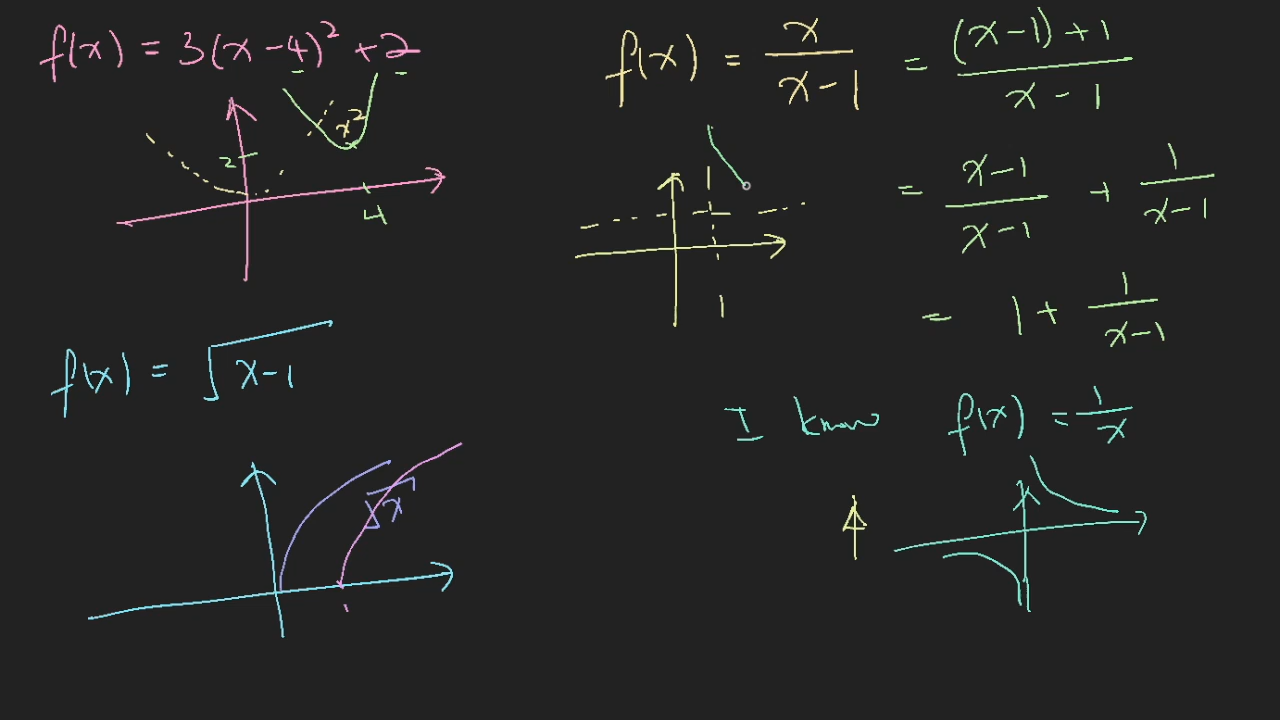 f(x) = 3(x-4)² + 2
x²
2
4
f(x) = √(x-1)
√x
1
f(x) = x/(x-1) = ((x-1)+1)/(x-1)
= (x-1)/(x-1) + 1/(x-1)
= 1 + 1/(x-1)
1
I know f(x) = 1/x